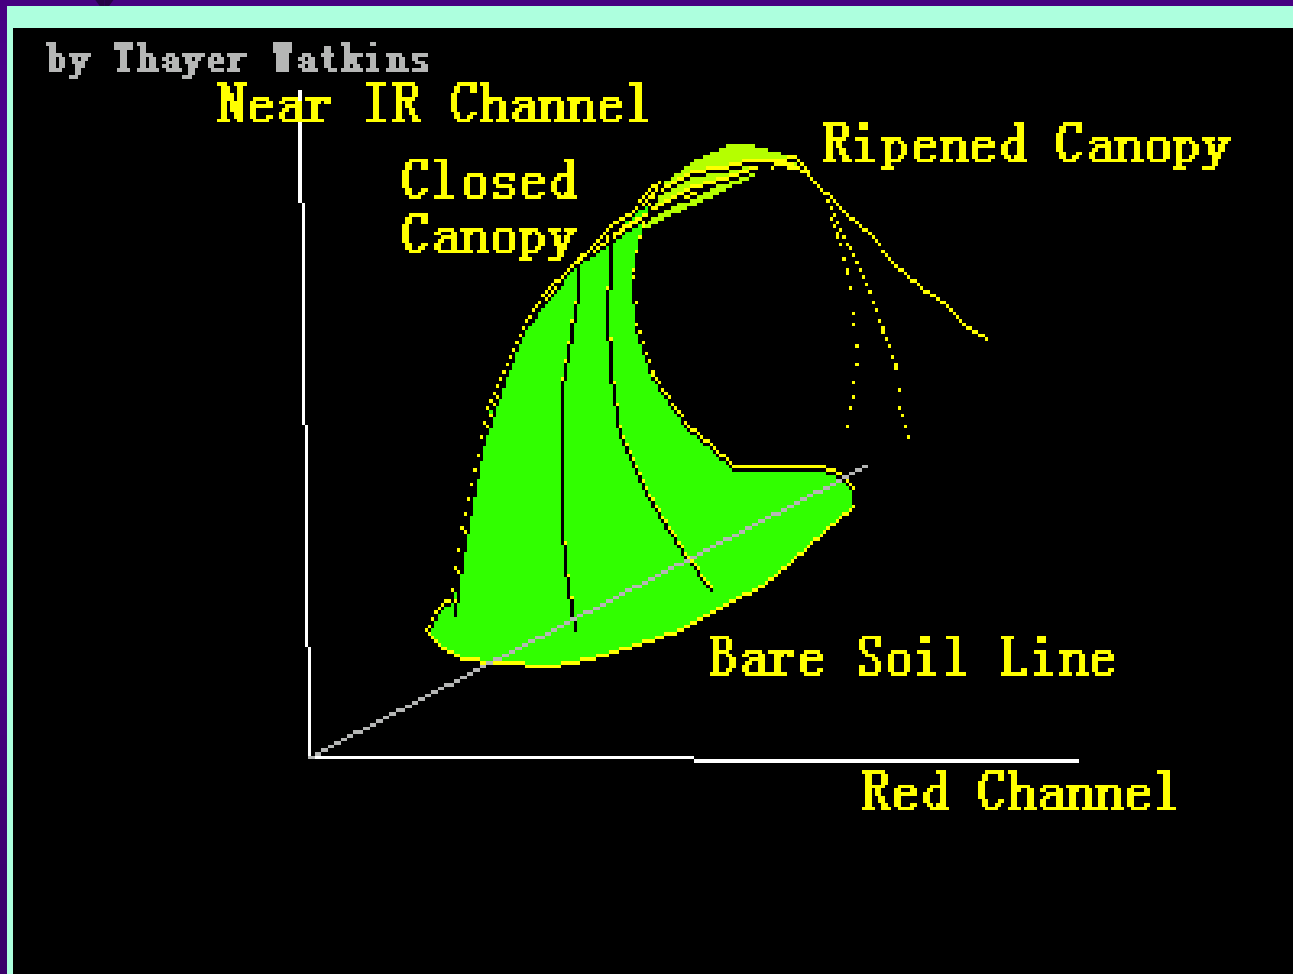 by Thayer Watkins
Near IR Channel
Ripened Canopy
Closed
Canopy
Bare Soil Line
Red Channel